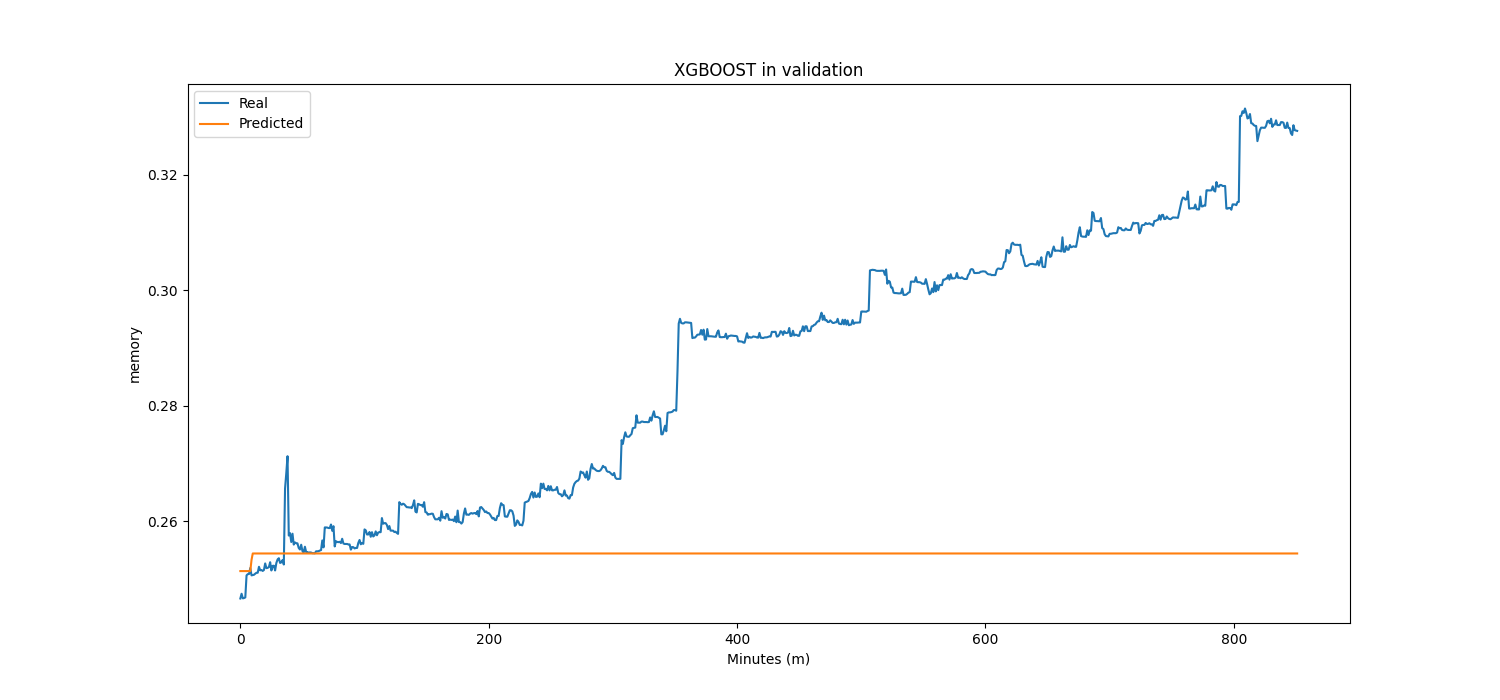 XGBOOST in validation
Real
Predicted
memory
0.32
0.30
0.28
0.26
0 200 400 600 800
Minutes (m)